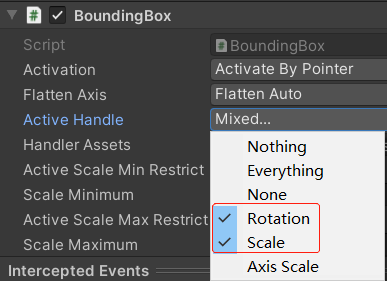 BoundingBox
Script BoundingBox
Activation Activate By Pointer
Flatten Axis Flatten Auto
Active Handle Mixed...
Handler Assets
Nothing
Active Scale Min Restrict
Everything
Scale Minimum
None
Active Scale Max Restrict
Rotation
Scale Maximum
Scale
Axis Scale
Intercepted Events